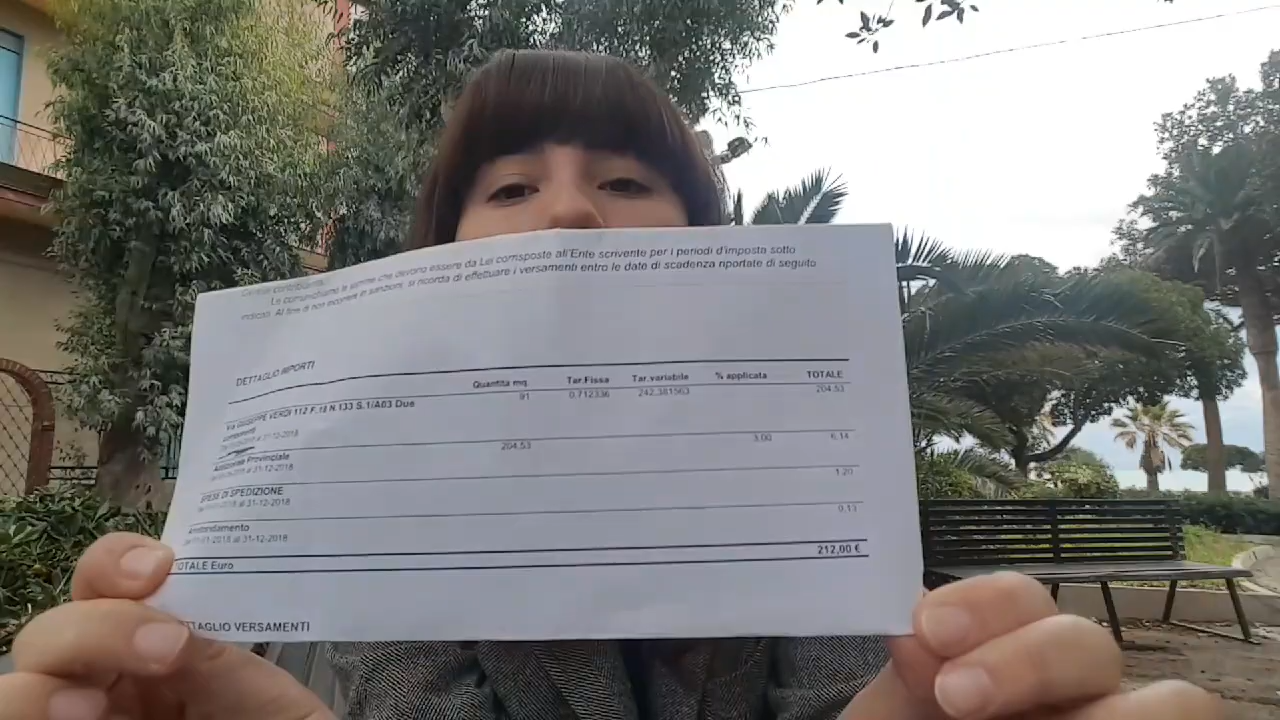 Le comunichiamo le somme che devono essere da Lei corrisposte all'Ente scrivente per i periodi d'imposta sotto
indicati. Al fine di non incorrere in sanzioni, si ricorda di effettuare i versamenti entro le date di scadenza riportate di seguito
DETTAGLIO IMPORTI
Quantità mq. Tar.Fissa Tar.variabile % applicata TOTALE
Via GIUSEPPE VERDI 112 F.18 N.133 S.1/A03 Due 91 0,712336 242,381563 204,53
al 31-12-2018
Addizionale Provinciale 204,53 3,00 6,14
al 31-12-2018
SPESE DI SPEDIZIONE 1,20
al 31-12-2018
Arrotondamento 0,13
2018 al 31-12-2018
TOTALE Euro 212,00 €
TTAGLIO VERSAMENTI